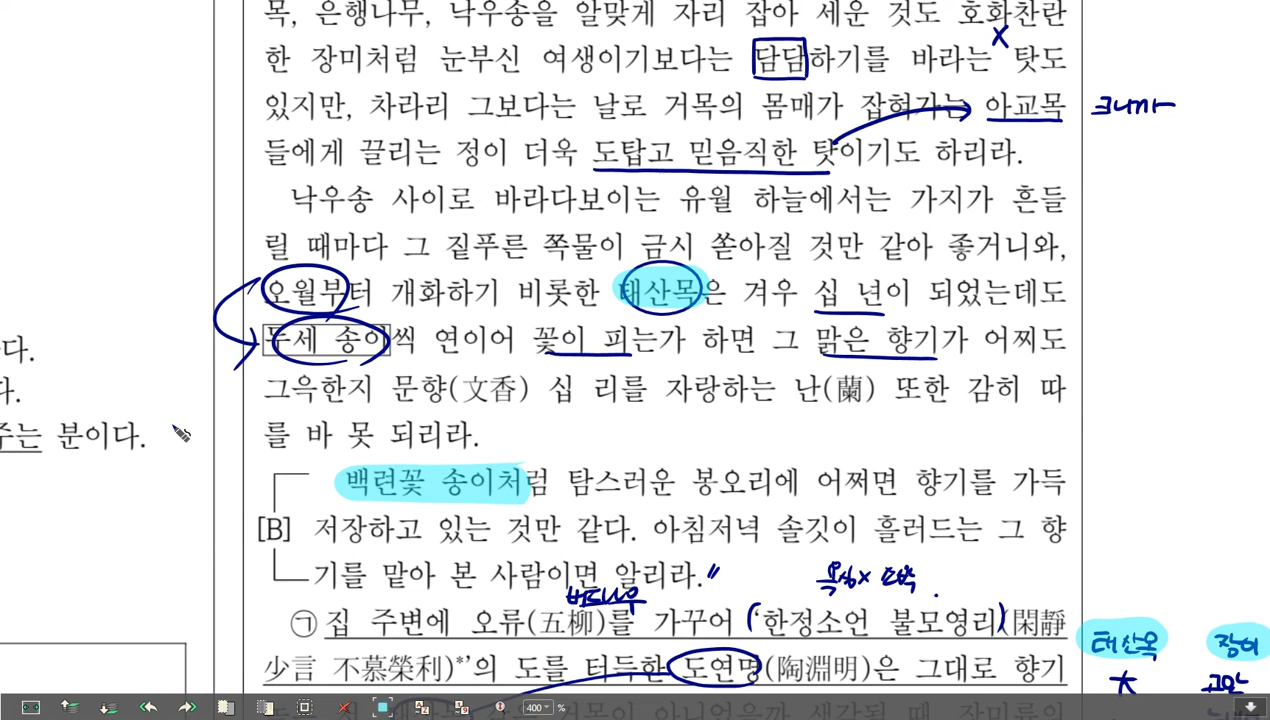 목, 은행나무, 낙우송을 알맞게 자리 잡아 세운 것도 호화찬란
한 장미처럼 눈부신 여생이기보다는 담담하기를 바라는 탓도
있지만, 차라리 그보다는 날로 거목의 몸매가 잡혀가는 아교목 크니까
들에게 끌리는 정이 더욱 도탑고 믿음직한 탓이기도 하리라.
낙우송 사이로 바라다보이는 유월 하늘에서는 가지가 흔들
릴 때마다 그 짙푸른 쪽물이 금시 쏟아질 것만 같아 좋거니와,
오월부터 개화하기 비롯한 태산목은 겨우 십 년이 되었는데도
다.
두세 송이씩 연이어 꽃이 피는가 하면 그 맑은 향기가 어찌도
다.
그윽한지 문향(文香) 십 리를 자랑하는 난(蘭) 또한 감히 따
주는 분이다.
를 바 못 되리라.
백련꽃 송이처럼 탐스러운 봉오리에 어쩌면 향기를 가득
[B] 저장하고 있는 것만 같다. 아침저녁 솔깃이 흘러드는 그 향
기를 맡아 본 사람이면 알리라.
욕심x 소박
버드나무
㉠ 집 주변에 오류(五柳)를 가꾸어 ‘한정소언 불모영리(閑靜
少言 不慕榮利)*’의 도를 터득한 도연명(陶淵明)은 그대로 향기
태산목 장미
大
400 %